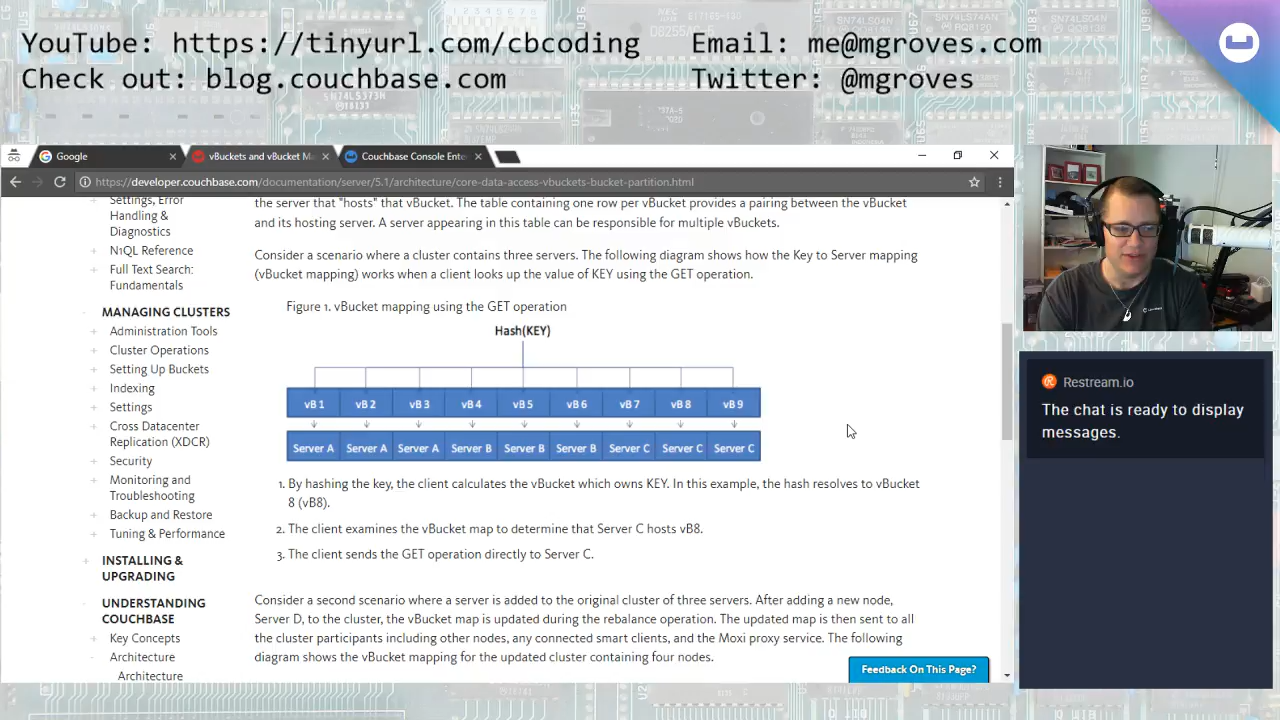 YouTube: https://tinyurl.com/cbcoding
Email: me@mgroves.com
Check out: blog.couchbase.com
Twitter: @mgroves
Google
vBuckets and vBucket Ma
Couchbase Console Ente
https://developer.couchbase.com/documentation/server/5.1/architecture/core-data-access-vbuckets-bucket-partition.html
Settings, Error
Handling &
Diagnostics
N1QL Reference
Full Text Search:
Fundamentals
MANAGING CLUSTERS
Administration Tools
Cluster Operations
Setting Up Buckets
Indexing
Settings
Cross Datacenter
Replication (XDCR)
Security
Monitoring and
Troubleshooting
Backup and Restore
Tuning & Performance
INSTALLING &
UPGRADING
UNDERSTANDING
COUCHBASE
Key Concepts
Architecture
Architecture
the server that "hosts" that vBucket. The table containing one row per vBucket provides a pairing between the vBucket
and its hosting server. A server appearing in this table can be responsible for multiple vBuckets.
Consider a scenario where a cluster contains three servers. The following diagram shows how the Key to Server mapping
(vBucket mapping) works when a client looks up the value of KEY using the GET operation.
Figure 1. vBucket mapping using the GET operation
Hash(KEY)
vB 1 vB 2 vB 3 vB 4 vB 5 vB 6 vB 7 vB 8 vB 9
Server A Server A Server A Server B Server B Server B Server C Server C Server C
1. By hashing the key, the client calculates the vBucket which owns KEY. In this example, the hash resolves to vBucket
8 (vB8).
2. The client examines the vBucket map to determine that Server C hosts vB8.
3. The client sends the GET operation directly to Server C.
Consider a second scenario where a server is added to the original cluster of three servers. After adding a new node,
Server D, to the cluster, the vBucket map is updated during the rebalance operation. The updated map is then sent to all
the cluster participants including other nodes, any connected smart clients, and the Moxi proxy service. The following
diagram shows the vBucket mapping for the updated cluster containing four nodes.
Feedback On This Page?
Restream.io
The chat is ready to display
messages.